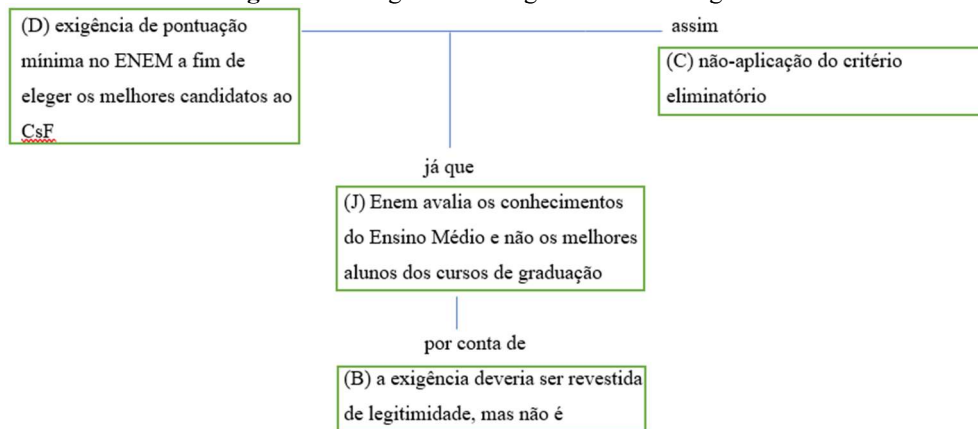 (D) exigência de pontuação
mínima no ENEM a fim de
eleger os melhores candidatos ao
CsF
assim
(C) não-aplicação do critério
eliminatório
já que
(J) Enem avalia os conhecimentos
do Ensino Médio e não os melhores
alunos dos cursos de graduação
por conta de
(B) a exigência deveria ser revestida
de legitimidade, mas não é